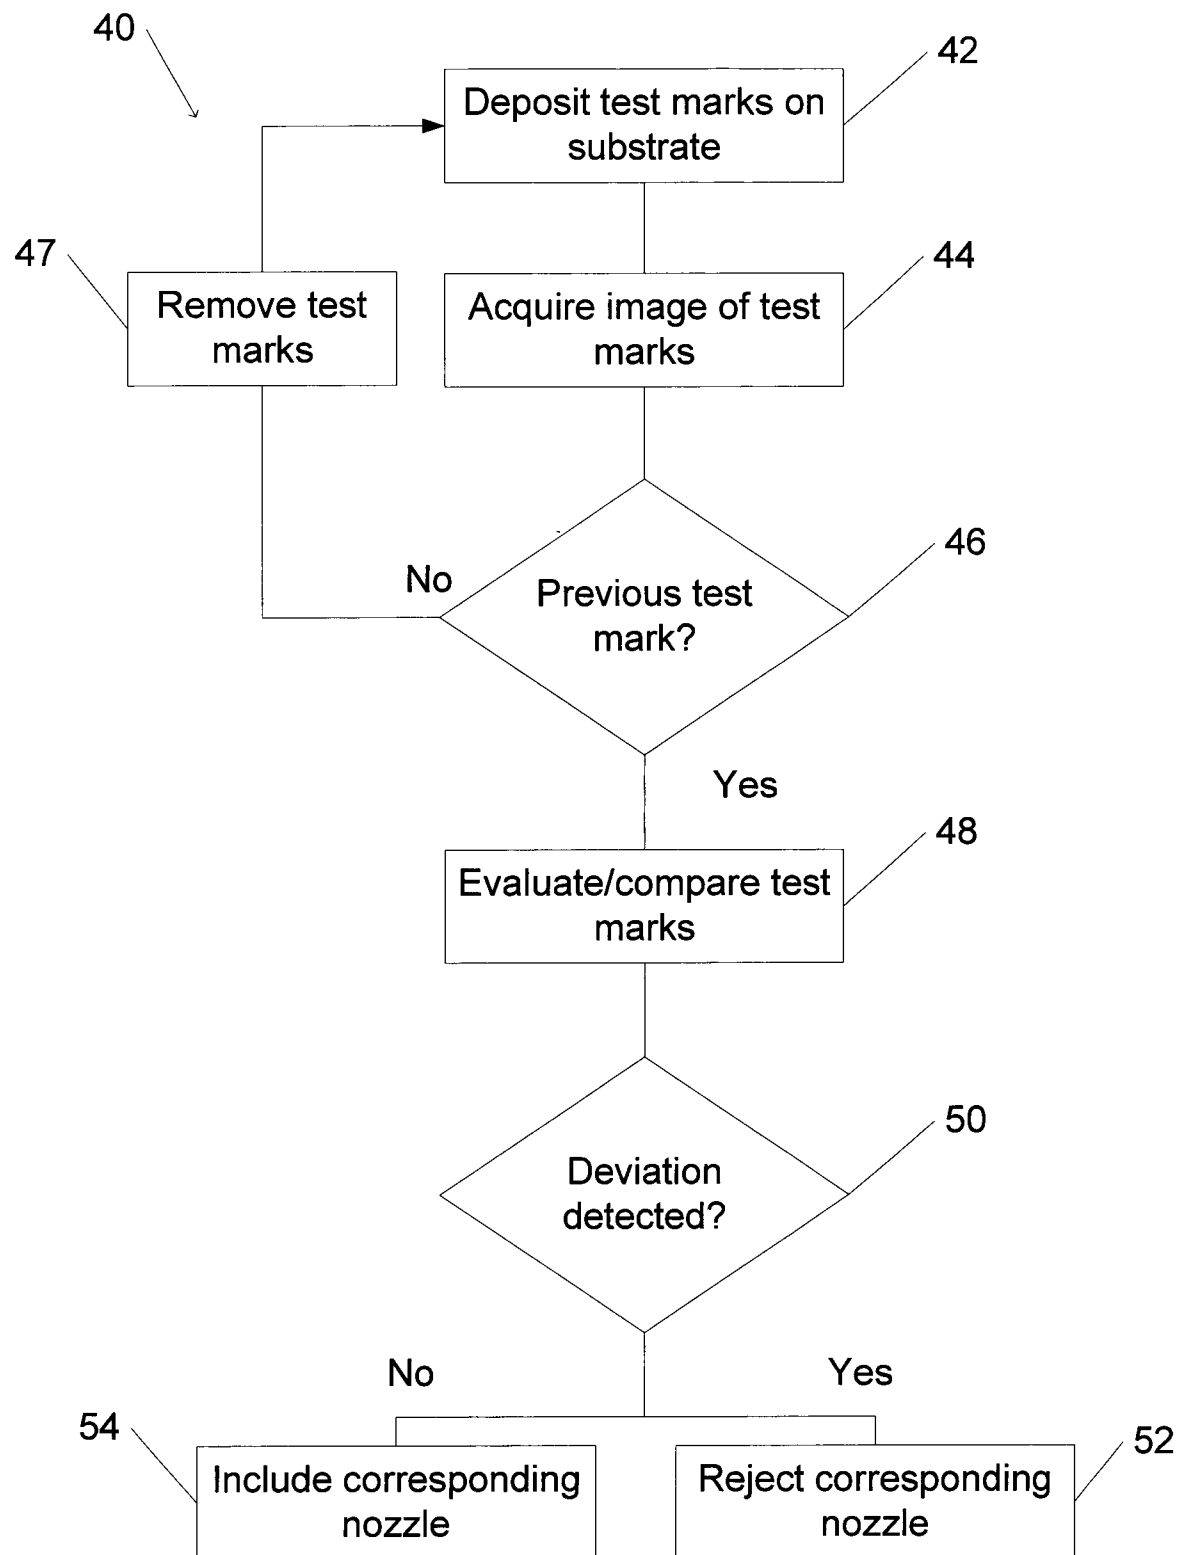 40
42
Deposit test marks on
substrate
47
44
Remove test
marks
Acquire image of test
marks
46
No
Previous test
mark?
Yes
48
Evaluate/compare test
marks
50
Deviation
detected?
No
Yes
54
52
Include corresponding
nozzle
Reject corresponding
nozzle